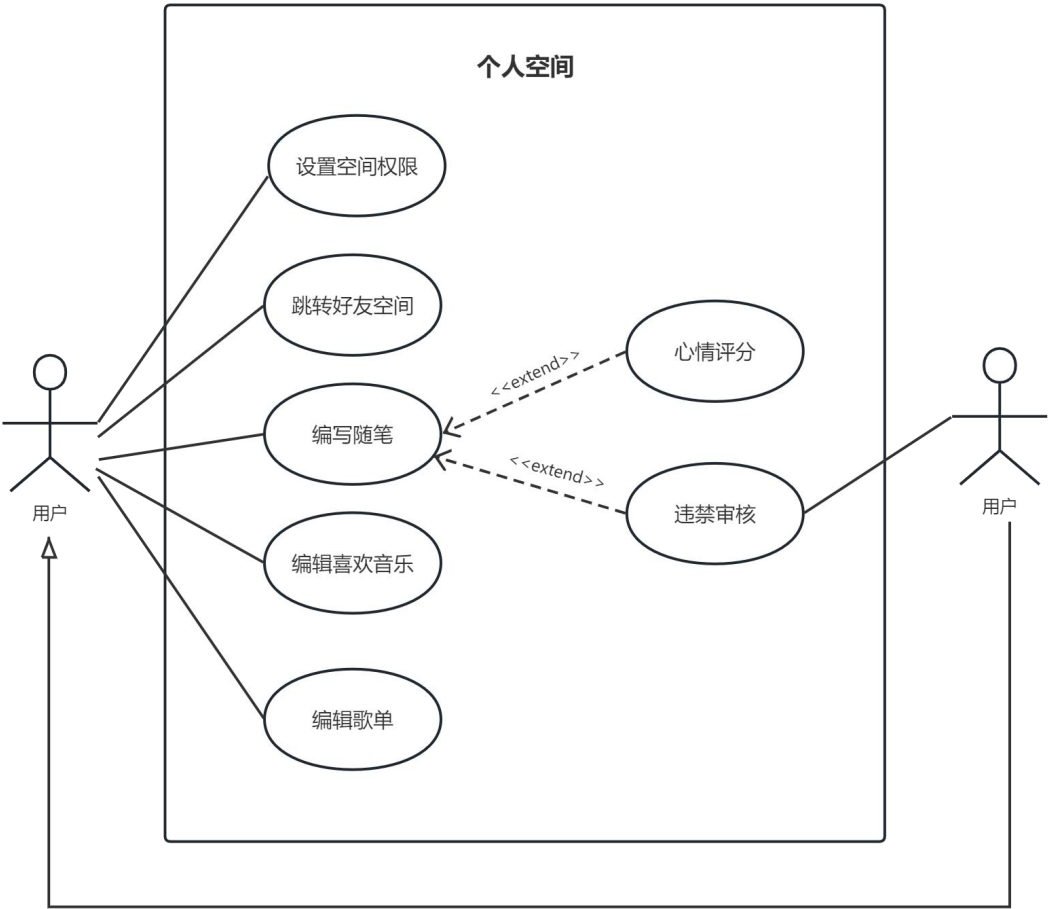 个人空间
设置空间权限
跳转好友空间
心情评分
<<extend>>
编写随笔
<<extend>>
违禁审核
用户
用户
编辑喜欢音乐
编辑歌单